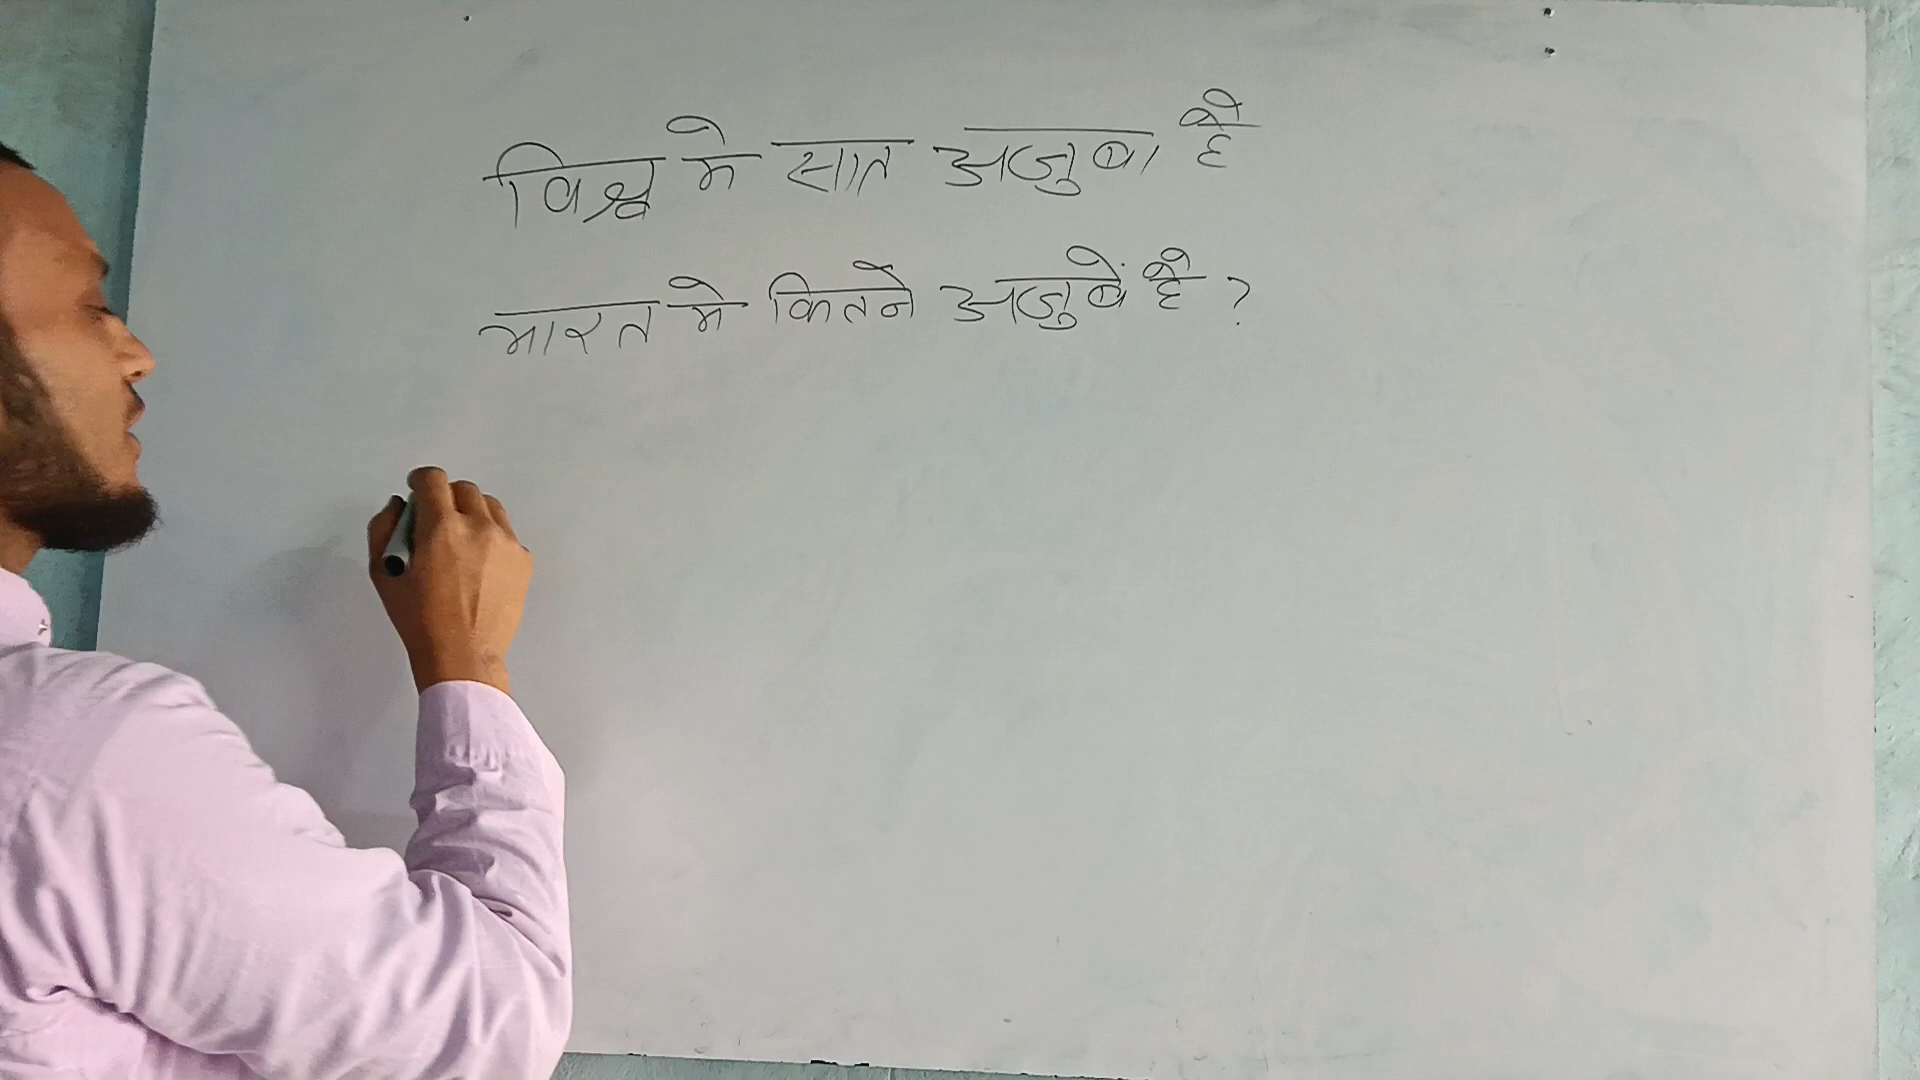 विश्व मे सात अजुबा है
भारत मे कितने अजुबें है ?